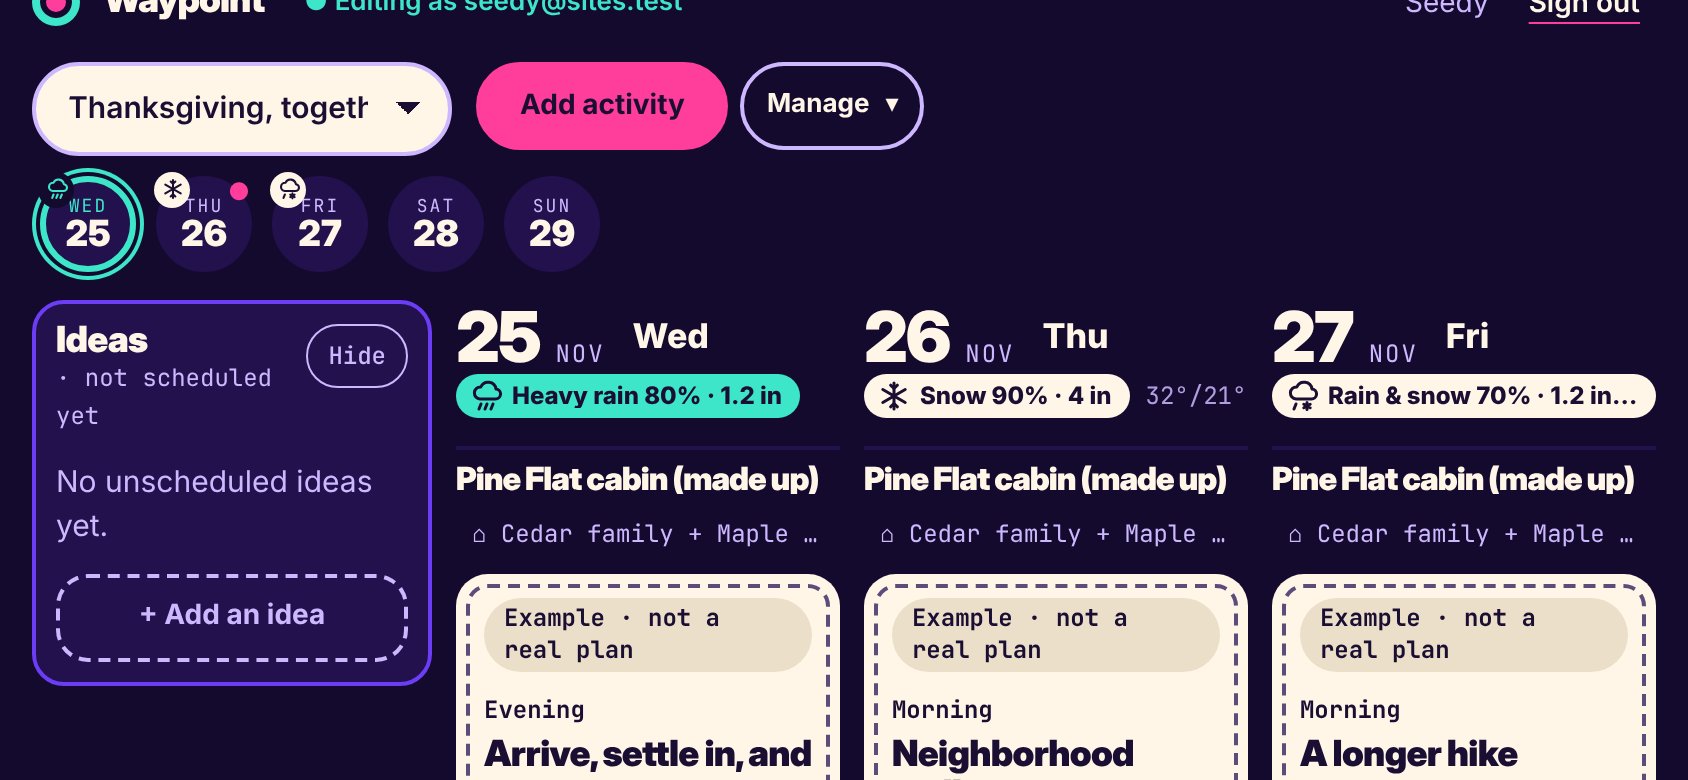 Waypoint
Editing as seedy@sites.test
Seedy
Sign out
Thanksgiving, togeth
Add activity
Manage ▼
WED
25
THU
26
FRI
27
SAT
28
SUN
29
Ideas
· not scheduled
yet
Hide
No unscheduled ideas
yet.
+ Add an idea
25 NOV Wed
Heavy rain 80% · 1.2 in
Pine Flat cabin (made up)
⌂ Cedar family + Maple …
Example · not a
real plan
Evening
Arrive, settle in, and
26 NOV Thu
Snow 90% · 4 in
32°/21°
Pine Flat cabin (made up)
⌂ Cedar family + Maple …
Example · not a
real plan
Morning
Neighborhood
27 NOV Fri
Rain & snow 70% · 1.2 in…
Pine Flat cabin (made up)
⌂ Cedar family + Maple …
Example · not a
real plan
Morning
A longer hike